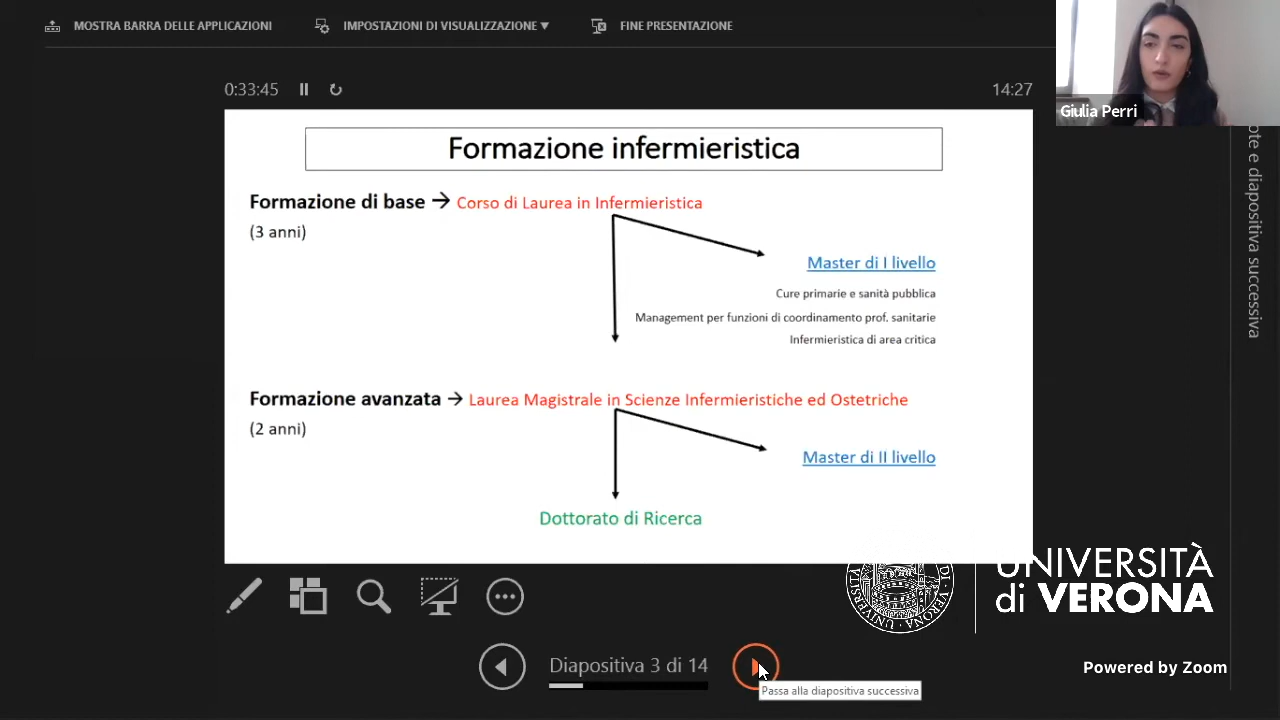 MOSTRA BARRA DELLE APPLICAZIONI
IMPOSTAZIONI DI VISUALIZZAZIONE ▼
FINE PRESENTAZIONE
0:33:45
14:27
Giulia Perri
Formazione infermieristica
Formazione di base → Corso di Laurea in Infermieristica
(3 anni)
Master di I livello
Cure primarie e sanità pubblica
Management per funzioni di coordinamento prof. sanitarie
Infermieristica di area critica
Formazione avanzata → Laurea Magistrale in Scienze Infermieristiche ed Ostetriche
(2 anni)
Master di II livello
Dottorato di Ricerca
ote e diapositiva successiva
UNIVERSITÀ
di VERONA
Diapositiva 3 di 14
Passa alla diapositiva successiva
Powered by Zoom